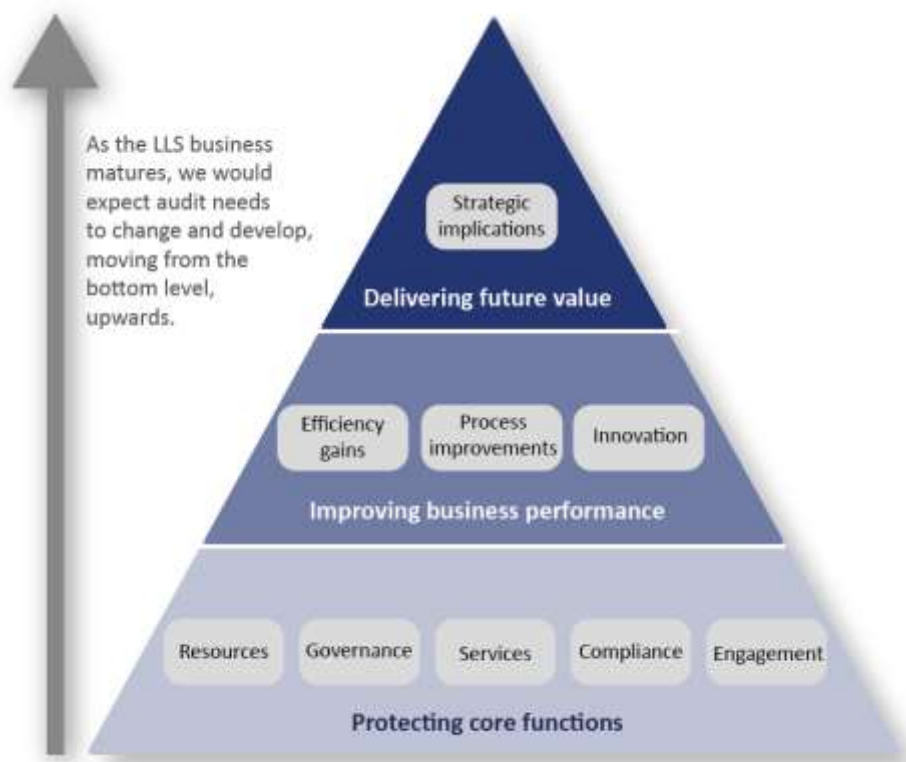 As the LLS business
matures, we would
expect audit needs
to change and develop,
moving from the
bottom level,
upwards.
Strategic
implications
Delivering future value
Efficiency
gains
Process
improvements
Innovation
Improving business performance
Resources
Governance
Services
Compliance
Engagement
Protecting core functions